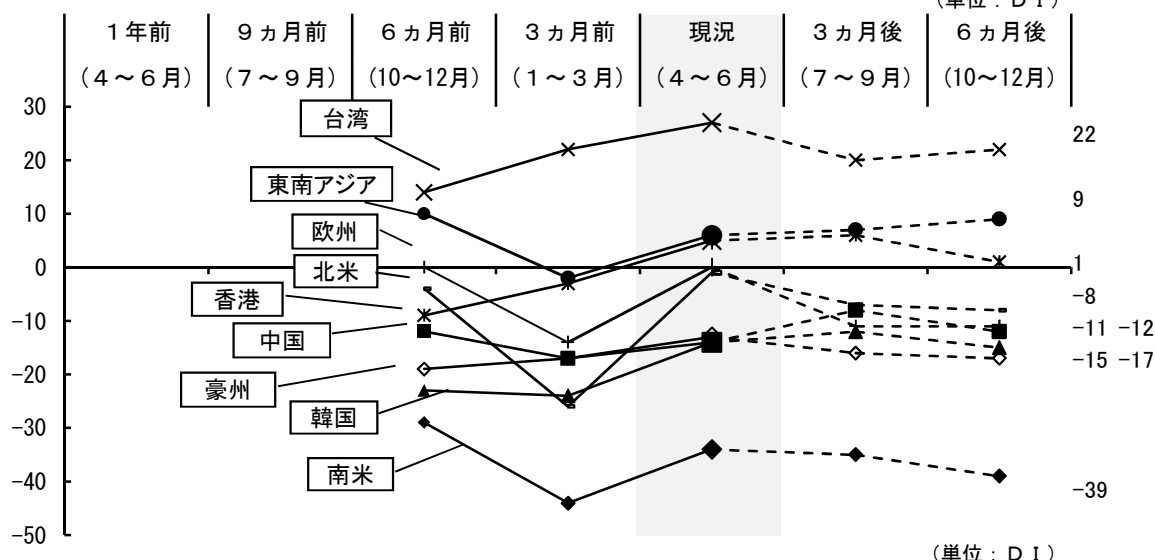 (単位：ＤＩ)
１年前 ９ヵ月前 ６ヵ月前 ３ヵ月前 現況 ３ヵ月後 ６ヵ月後
（４～６月） （７～９月） (10～12月) （１～３月） （４～６月） （７～９月） (10～12月)
30
台湾
22
20
東南アジア
9
10
欧州
0
1
北米
香港
-8
-10
中国
-11 -12
-15 -17
-20
豪州
韓国
-30
南米
-40
-39
-50
（単位：ＤＩ）